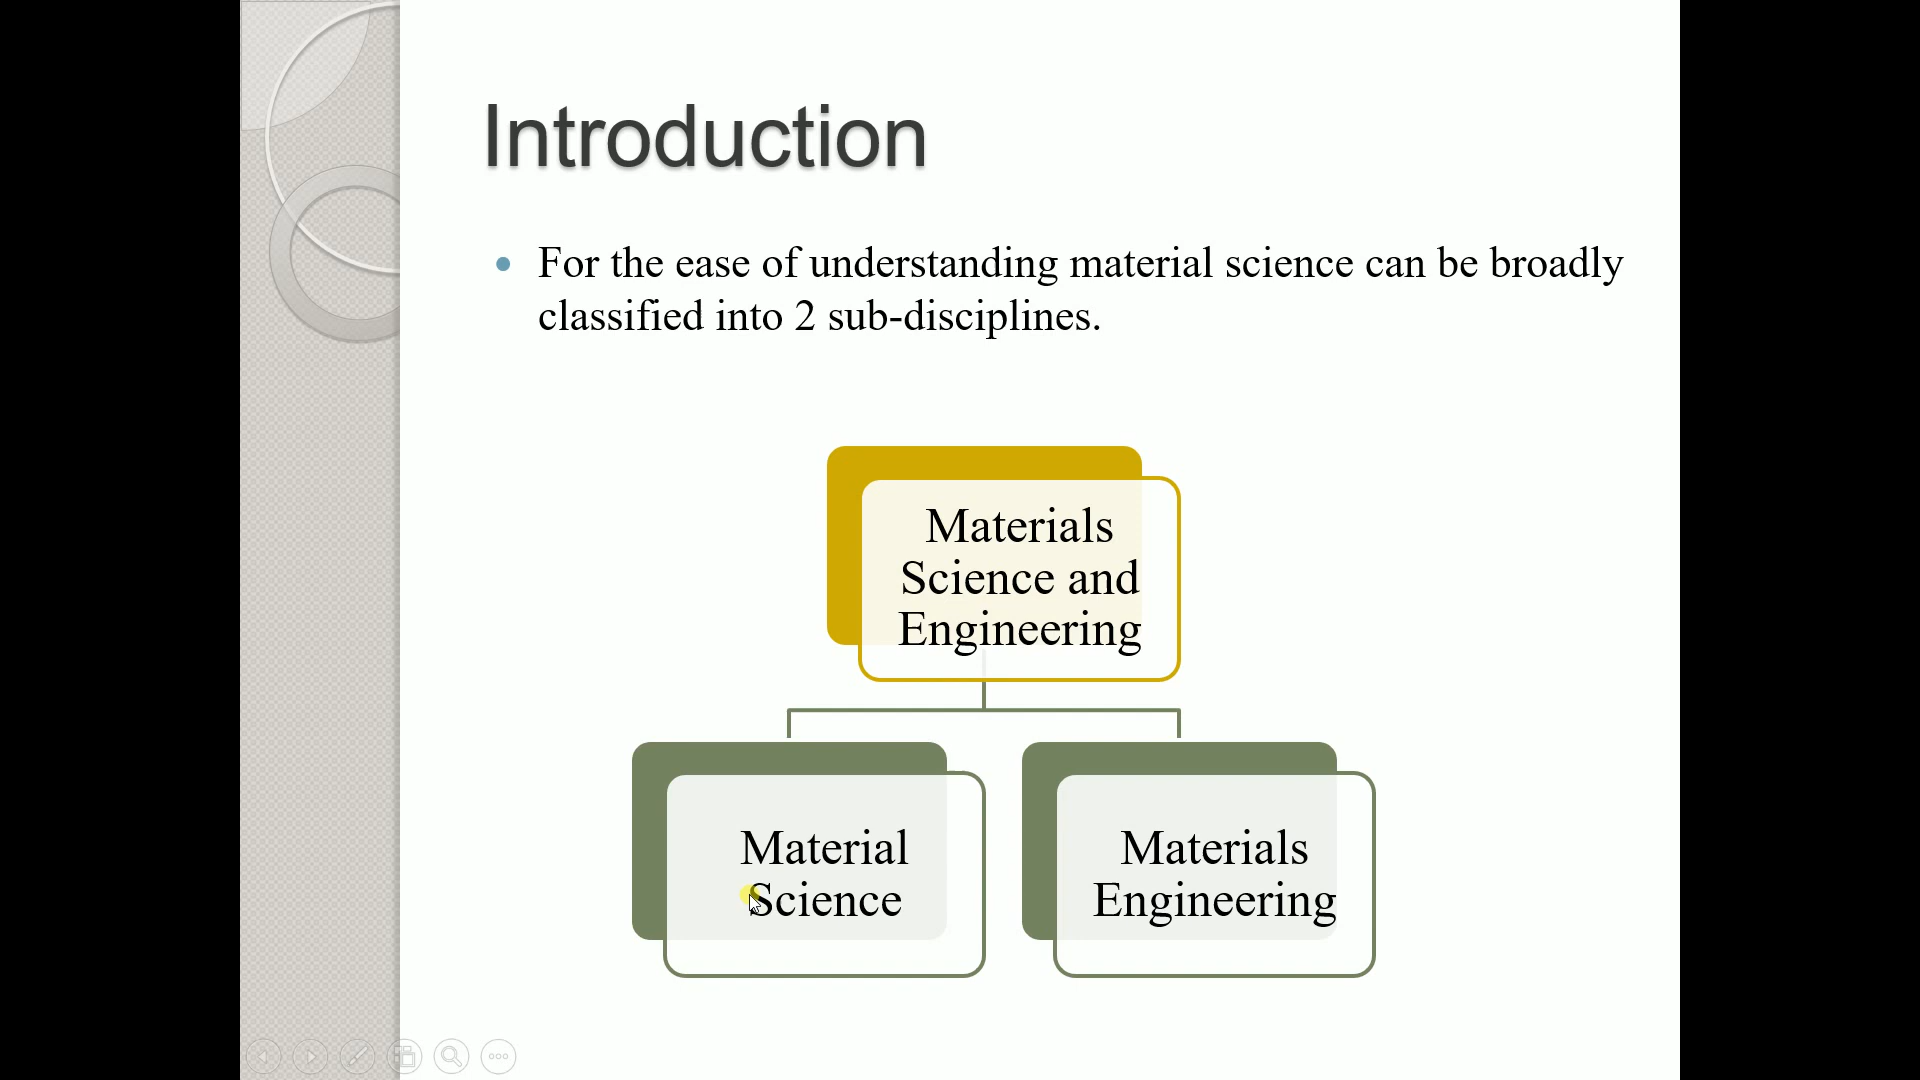 Introduction
For the ease of understanding material science can be broadly
classified into 2 sub-disciplines.
Materials
Science and
Engineering
Material
Science
Materials
Engineering